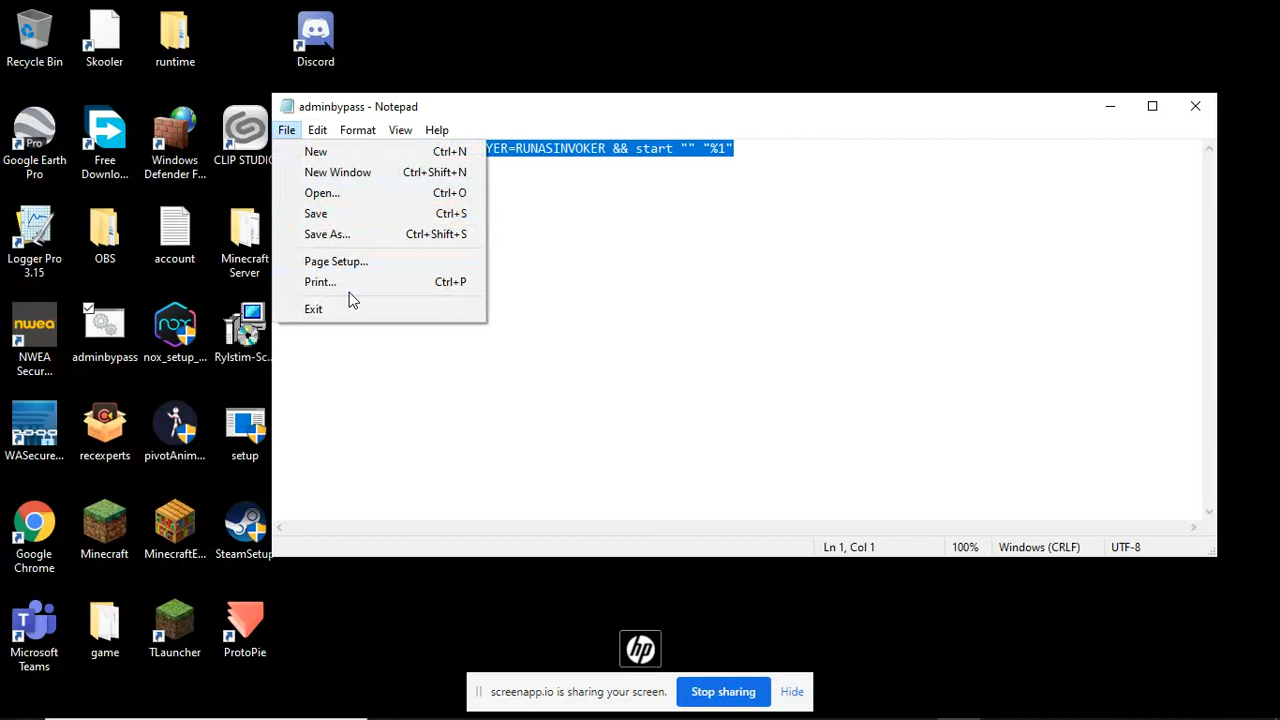 Recycle Bin
Skooler
runtime
Discord
Google Earth
Pro
Free
Downlo...
Windows
Defender F...
CLIP STUDIO
Logger Pro
3.15
OBS
account
Minecraft
Server
nwea
NWEA
Secur...
adminbypass
nox_setup_...
Rylstim-Sc...
WASecure...
recexperts
pivotAnim...
setup
Google
Chrome
Minecraft
MinecraftE...
SteamSetup
Microsoft
Teams
game
TLauncher
ProtoPie
adminbypass - Notepad
File Edit Format View Help
YER=RUNASINVOKER && start "" "%1"
New Ctrl+N
New Window Ctrl+Shift+N
Open... Ctrl+O
Save Ctrl+S
Save As... Ctrl+Shift+S
Page Setup...
Print... Ctrl+P
Exit
Ln 1, Col 1 100% Windows (CRLF) UTF-8
hp
screenapp.io is sharing your screen. Stop sharing Hide